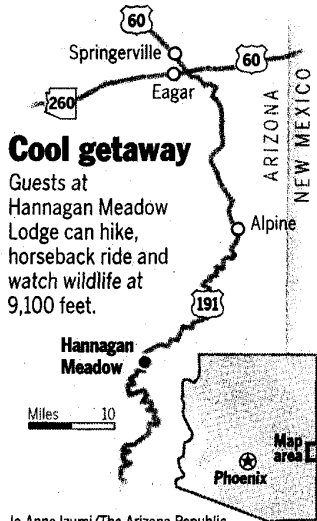 60
Springerville
60
Eagar
260
ARIZONA
NEW MEXICO
Cool getaway
Guests at
Hannagan Meadow
Lodge can hike,
horseback ride and
watch wildlife at
9,100 feet.
Alpine
191
Hannagan
Meadow
Miles 10
Map
area
Phoenix
Jo Anne Izumi/The Arizona Republic